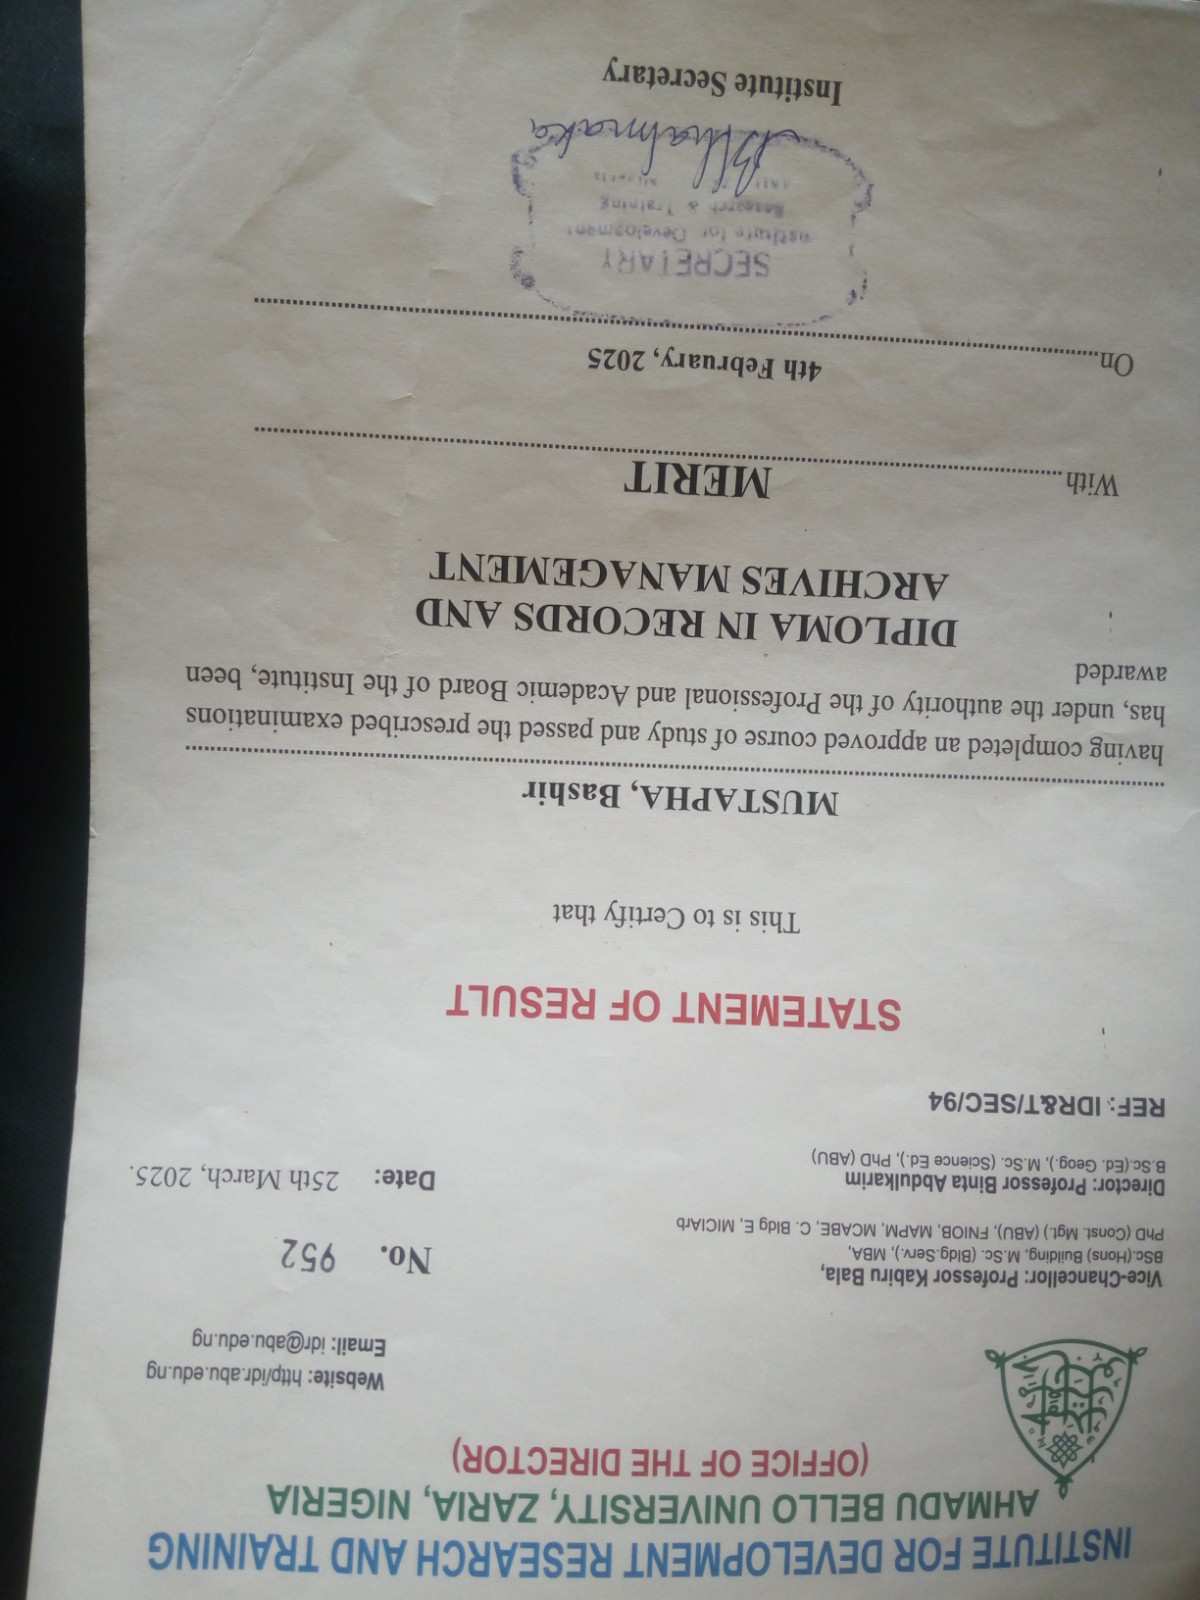 INSTITUTE FOR DEVELOPMENT RESEARCH AND TRAINING
AHMADU BELLO UNIVERSITY, ZARIA, NIGERIA
(OFFICE OF THE DIRECTOR)
Website: http/idr.abu.edu.ng
Email: idr@abu.edu.ng
Vice-Chancellor: Professor Kabiru Bala,
BSc.(Hons) Building, M.Sc. (Bldg.Serv.), MBA,
PhD (Const. Mgt.) (ABU), FNIOB, MAPM, MCABE, C. Bldg E, MICIArb
No. 952
Director: Professor Binta Abdulkarim
B.Sc.(Ed. Geog.), M.Sc. (Science Ed.), PhD (ABU)
Date: 25th March, 2025.
REF: IDR&T/SEC/94
STATEMENT OF RESULT
This is to Certify that
MUSTAPHA, Bashir
having completed an approved course of study and passed the prescribed examinations
has, under the authority of the Professional and Academic Board of the Institute, been
awarded
DIPLOMA IN RECORDS AND
ARCHIVES MANAGEMENT
With MERIT
On 4th February, 2025
SECRETARY
Institute for Development
Research & Training
Institute Secretary